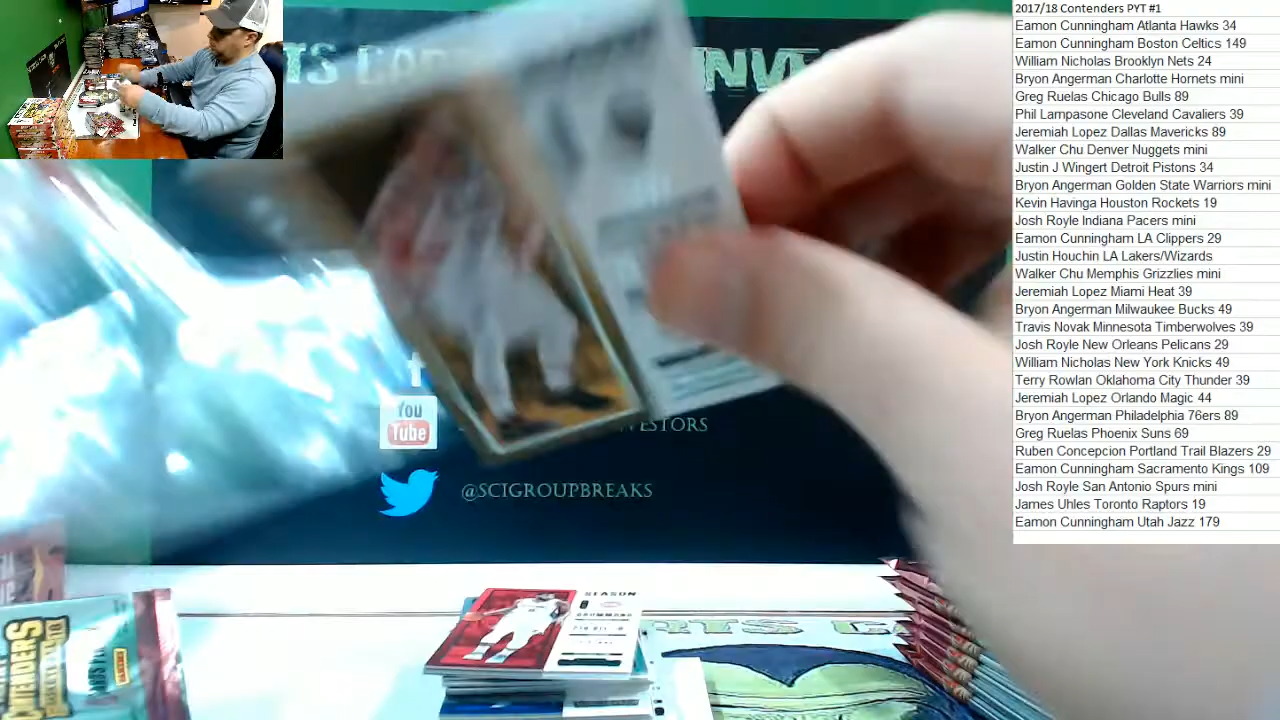 2017/18 Contenders PYT #1
Eamon Cunningham Atlanta Hawks 34
Eamon Cunningham Boston Celtics 149
William Nicholas Brooklyn Nets 24
Bryon Angerman Charlotte Hornets mini
Greg Ruelas Chicago Bulls 89
Phil Lampasone Cleveland Cavaliers 39
Jeremiah Lopez Dallas Mavericks 89
Walker Chu Denver Nuggets mini
Justin J Wingert Detroit Pistons 34
Bryon Angerman Golden State Warriors mini
Kevin Havinga Houston Rockets 19
Josh Royle Indiana Pacers mini
Eamon Cunningham LA Clippers 29
Justin Houchin LA Lakers/Wizards
Walker Chu Memphis Grizzlies mini
Jeremiah Lopez Miami Heat 39
Bryon Angerman Milwaukee Bucks 49
Travis Novak Minnesota Timberwolves 39
Josh Royle New Orleans Pelicans 29
William Nicholas New York Knicks 49
Terry Rowlan Oklahoma City Thunder 39
Jeremiah Lopez Orlando Magic 44
Bryon Angerman Philadelphia 76ers 89
Greg Ruelas Phoenix Suns 69
Ruben Concepcion Portland Trail Blazers 29
Eamon Cunningham Sacramento Kings 109
Josh Royle San Antonio Spurs mini
James Uhles Toronto Raptors 19
Eamon Cunningham Utah Jazz 179
f
You
Tube
@SCIGROUPBREAKS
SEASON
CONTENDERS